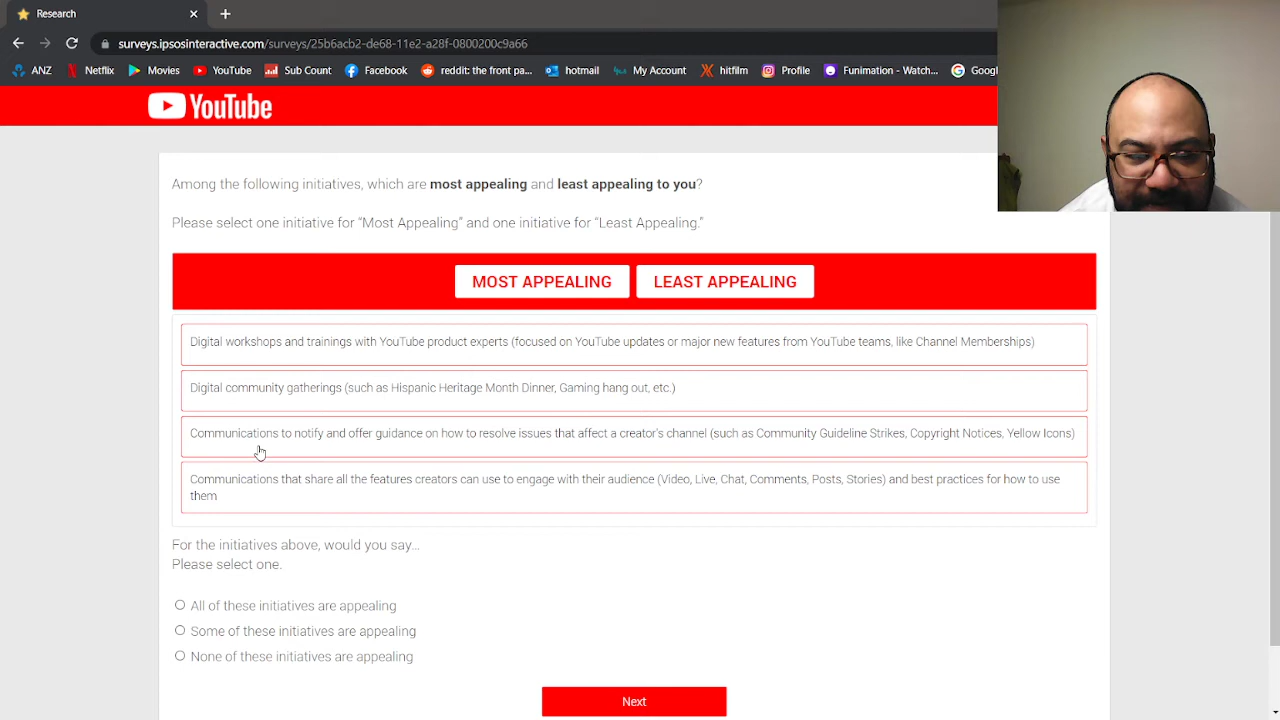 Research
surveys.ipsosinteractive.com/surveys/25b6acb2-de68-11e2-a28f-0800200c9a66
ANZ Netflix Movies YouTube Sub Count Facebook reddit: the front pa... hotmail My Account hitfilm Profile Funimation - Watch... Googl
YouTube
Among the following initiatives, which are most appealing and least appealing to you?
Please select one initiative for “Most Appealing” and one initiative for “Least Appealing.”
MOST APPEALING LEAST APPEALING
Digital workshops and trainings with YouTube product experts (focused on YouTube updates or major new features from YouTube teams, like Channel Memberships)
Digital community gatherings (such as Hispanic Heritage Month Dinner, Gaming hang out, etc.)
Communications to notify and offer guidance on how to resolve issues that affect a creator's channel (such as Community Guideline Strikes, Copyright Notices, Yellow Icons)
Communications that share all the features creators can use to engage with their audience (Video, Live, Chat, Comments, Posts, Stories) and best practices for how to use
them
For the initiatives above, would you say...
Please select one.
All of these initiatives are appealing
Some of these initiatives are appealing
None of these initiatives are appealing
Next